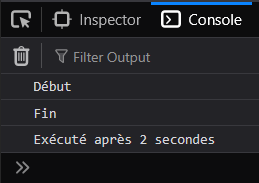 Inspector
Console
Filter Output
Début
Fin
Exécuté après 2 secondes